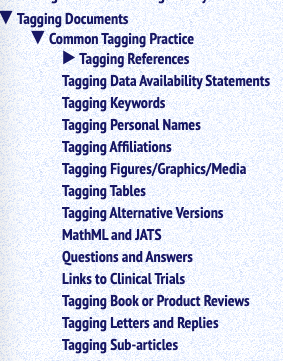 Tagging Documents
Common Tagging Practice
Tagging References
Tagging Data Availability Statements
Tagging Keywords
Tagging Personal Names
Tagging Affiliations
Tagging Figures/Graphics/Media
Tagging Tables
Tagging Alternative Versions
MathML and JATS
Questions and Answers
Links to Clinical Trials
Tagging Book or Product Reviews
Tagging Letters and Replies
Tagging Sub-articles